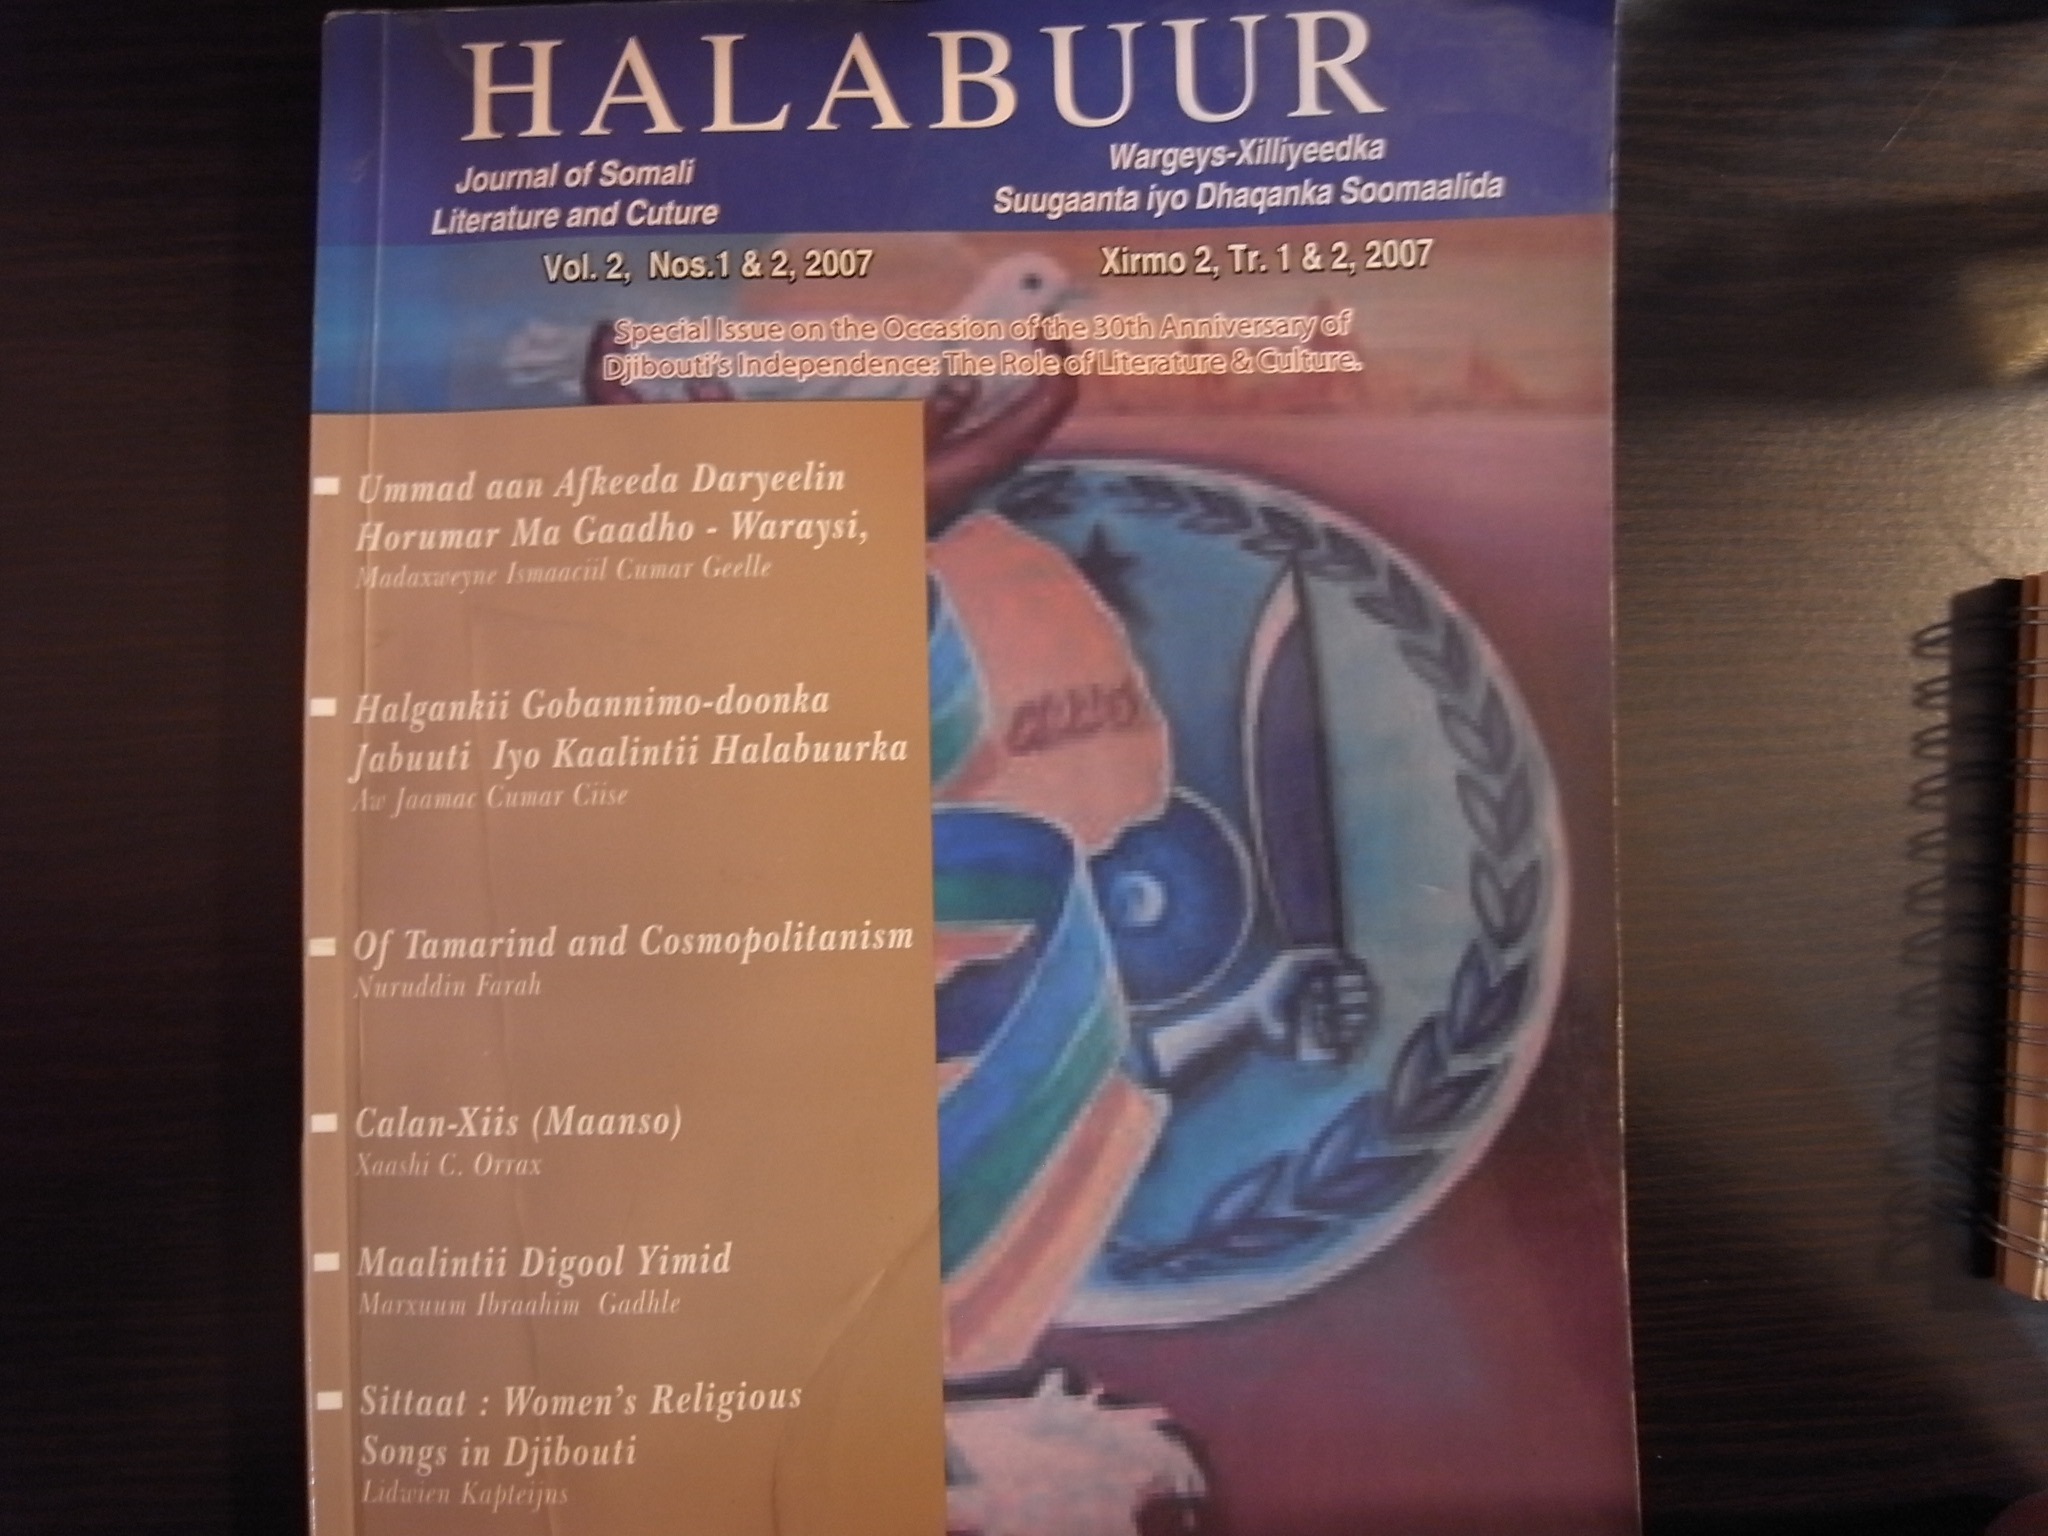 HALABUUR
Journal of Somali
Literature and Cuture
Wargeys-Xilliyeedka
Suugaanta iyo Dhaqanka Soomaalida
Vol. 2, Nos.1 & 2, 2007
Xirmo 2, Tr. 1 & 2, 2007
Special Issue on the Occasion of the 30th Anniversary of
Djibouti's Independence: The Role of Literature & Culture.
Ummad aan Afkeeda Daryeelin
Horumar Ma Gaadho - Waraysi,
Madaxweyne Ismaaciil Cumar Geelle
Halgankii Gobannimo-doonka
Jabuuti Iyo Kaalintii Halabuurka
Aw Jaamac Cumar Ciise
Of Tamarind and Cosmopolitanism
Nuruddin Farah
Calan-Xiis (Maanso)
Xaashi C. Orrax
Maalintii Digool Yimid
Marxuum Ibraahim Gadhle
Sittaat : Women's Religious
Songs in Djibouti
Lidwien Kapteijns